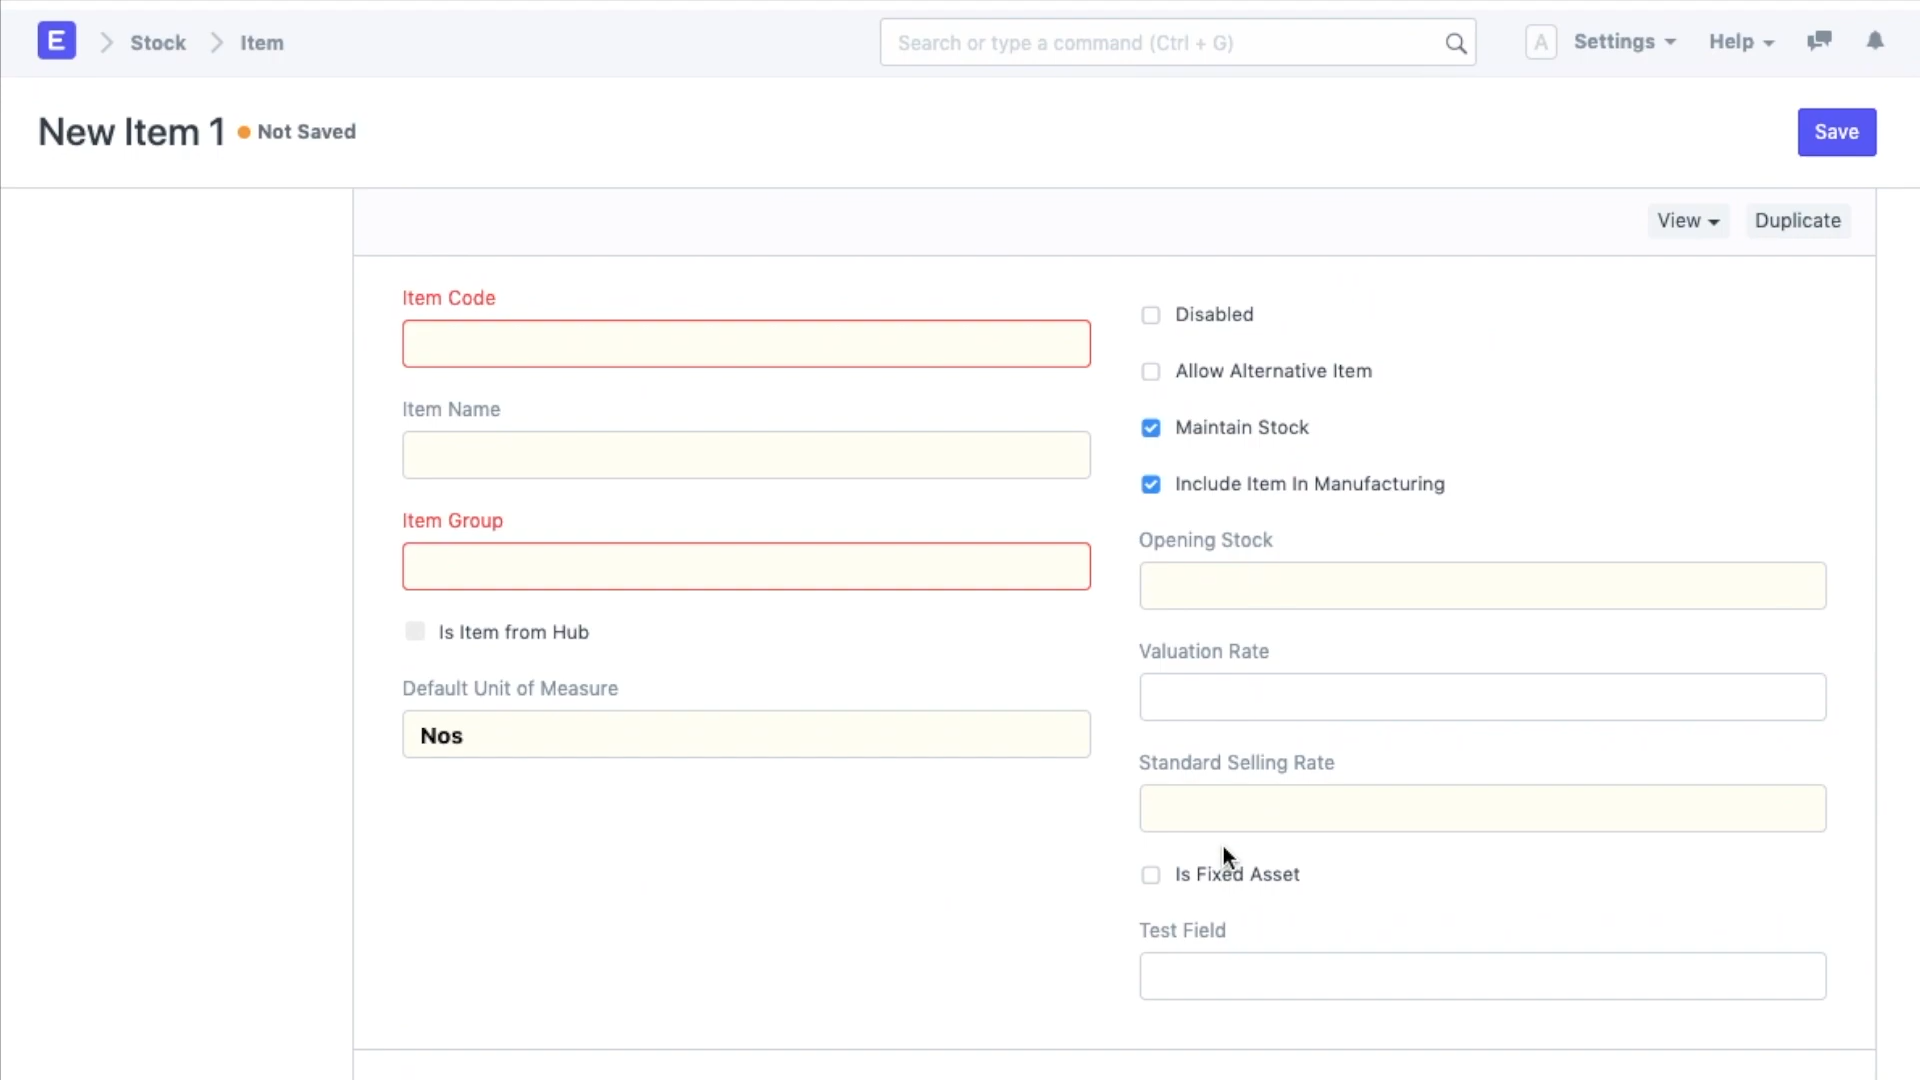 E
Stock
Item
Search or type a command (Ctrl + G)
A
Settings
Help
New Item 1
Not Saved
Save
View
Duplicate
Item Code
Item Name
Item Group
Is Item from Hub
Default Unit of Measure
Nos
Disabled
Allow Alternative Item
Maintain Stock
Include Item In Manufacturing
Opening Stock
Valuation Rate
Standard Selling Rate
Is Fixed Asset
Test Field